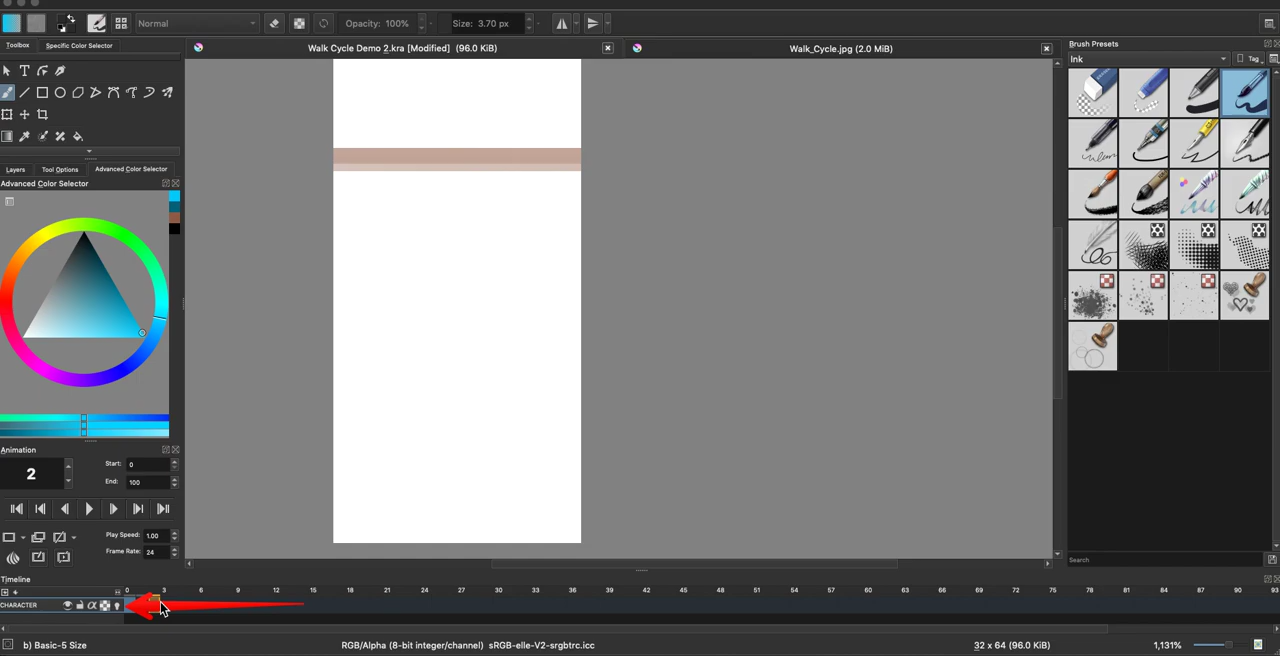 Normal
Opacity: 100%
Size: 3.70 px
Toolbox
Specific Color Selector
Walk Cycle Demo 2.kra [Modified] (96.0 KiB)
Walk_Cycle.jpg (2.0 MiB)
Brush Presets
Ink
Tag
Layers
Tool Options
Advanced Color Selector
Advanced Color Selector
Animation
2
Start: 0
End: 100
Play Speed: 1.00
Frame Rate: 24
Search
Timeline
0 3 6 9 12 15 18 21 24 27 30 33 36 39 42 45 48 51 54 57 60 63 66 69 72 75 78 81 84 87 90 93
CHARACTER
b) Basic-5 Size
RGB/Alpha (8-bit integer/channel) sRGB-elle-V2-srgbtrc.icc
32 x 64 (96.0 KiB)
1,131%